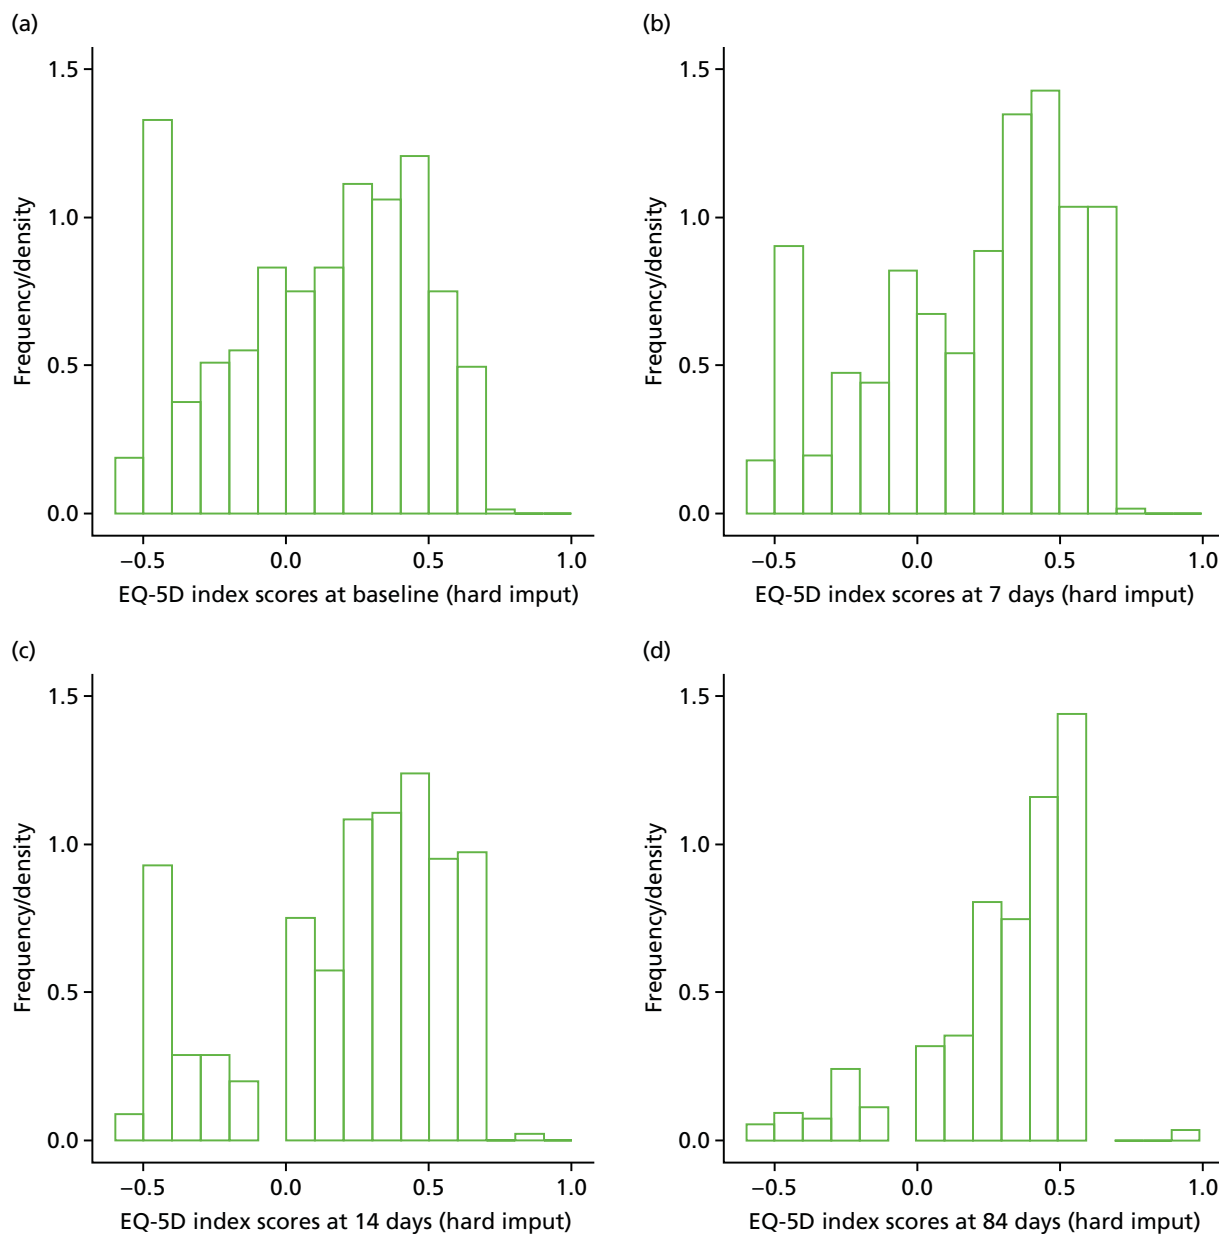 (a)
1.5
1.0
0.5
0.0
Frequency/density
−0.5 0.0 0.5 1.0
EQ-5D index scores at baseline (hard imput)
(b)
1.5
1.0
0.5
0.0
Frequency/density
−0.5 0.0 0.5 1.0
EQ-5D index scores at 7 days (hard imput)
(c)
1.5
1.0
0.5
0.0
Frequency/density
−0.5 0.0 0.5 1.0
EQ-5D index scores at 14 days (hard imput)
(d)
1.5
1.0
0.5
0.0
Frequency/density
−0.5 0.0 0.5 1.0
EQ-5D index scores at 84 days (hard imput)